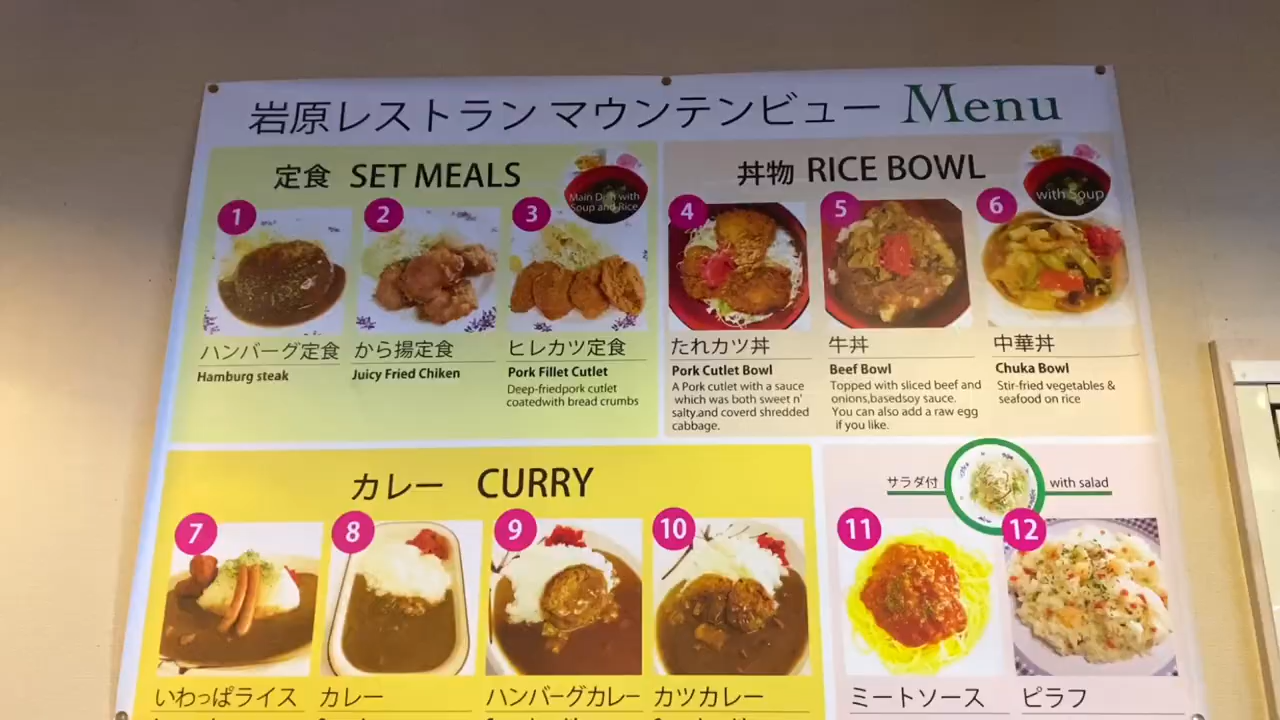 岩原レストラン マウンテンビュー Menu
定食 SET MEALS
Main Dish with
Soup and Rice
1
2
3
ハンバーグ定食
Hamburg steak
から揚定食
Juicy Fried Chiken
ヒレカツ定食
Pork Fillet Cutlet
Deep-friedpork cutlet
coatedwith bread crumbs
丼物 RICE BOWL
with Soup
4
5
6
たれカツ丼
Pork Cutlet Bowl
A Pork cutlet with a sauce
which was both sweet n'
salty.and coverd shredded
cabbage.
牛丼
Beef Bowl
Topped with sliced beef and
onions,basedsoy sauce.
You can also add a raw egg
if you like.
中華丼
Chuka Bowl
Stir-fried vegetables &
seafood on rice
カレー CURRY
7
8
9
10
いわっぱライス
カレー
ハンバーグカレー
カツカレー
サラダ付
with salad
11
12
ミートソース
ピラフ